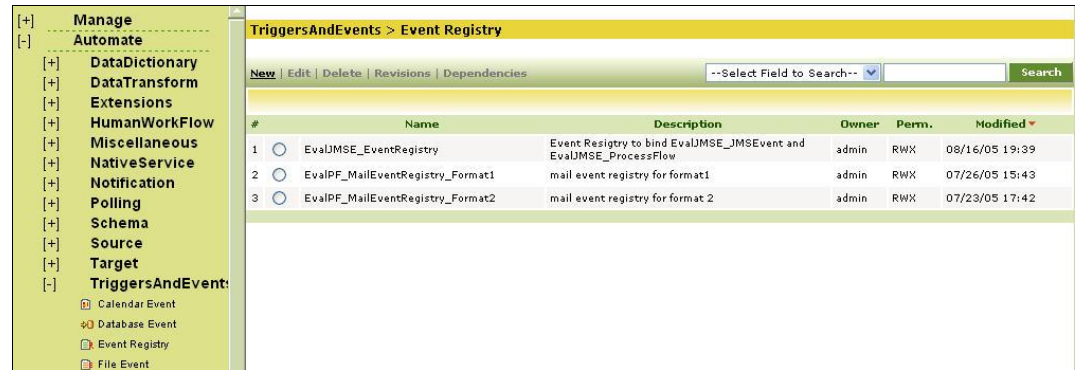 [+] Manage
[-] Automate
[+] DataDictionary
[+] DataTransform
[+] Extensions
[+] HumanWorkFlow
[+] Miscellaneous
[+] NativeService
[+] Notification
[+] Polling
[+] Schema
[+] Source
[+] Target
[-] TriggersAndEvents
Calendar Event
Database Event
Event Registry
File Event
TriggersAndEvents > Event Registry
New | Edit | Delete | Revisions | Dependencies
--Select Field to Search-- Search
# Name Description Owner Perm. Modified
1 EvalJMSE_EventRegistry Event Resigtry to bind EvalJMSE_JMSEvent and
EvalJMSE_ProcessFlow admin RWX 08/16/05 19:39
2 EvalPF_MailEventRegistry_Format1 mail event registry for format1 admin RWX 07/26/05 15:43
3 EvalPF_MailEventRegistry_Format2 mail event registry for format 2 admin RWX 07/23/05 17:42